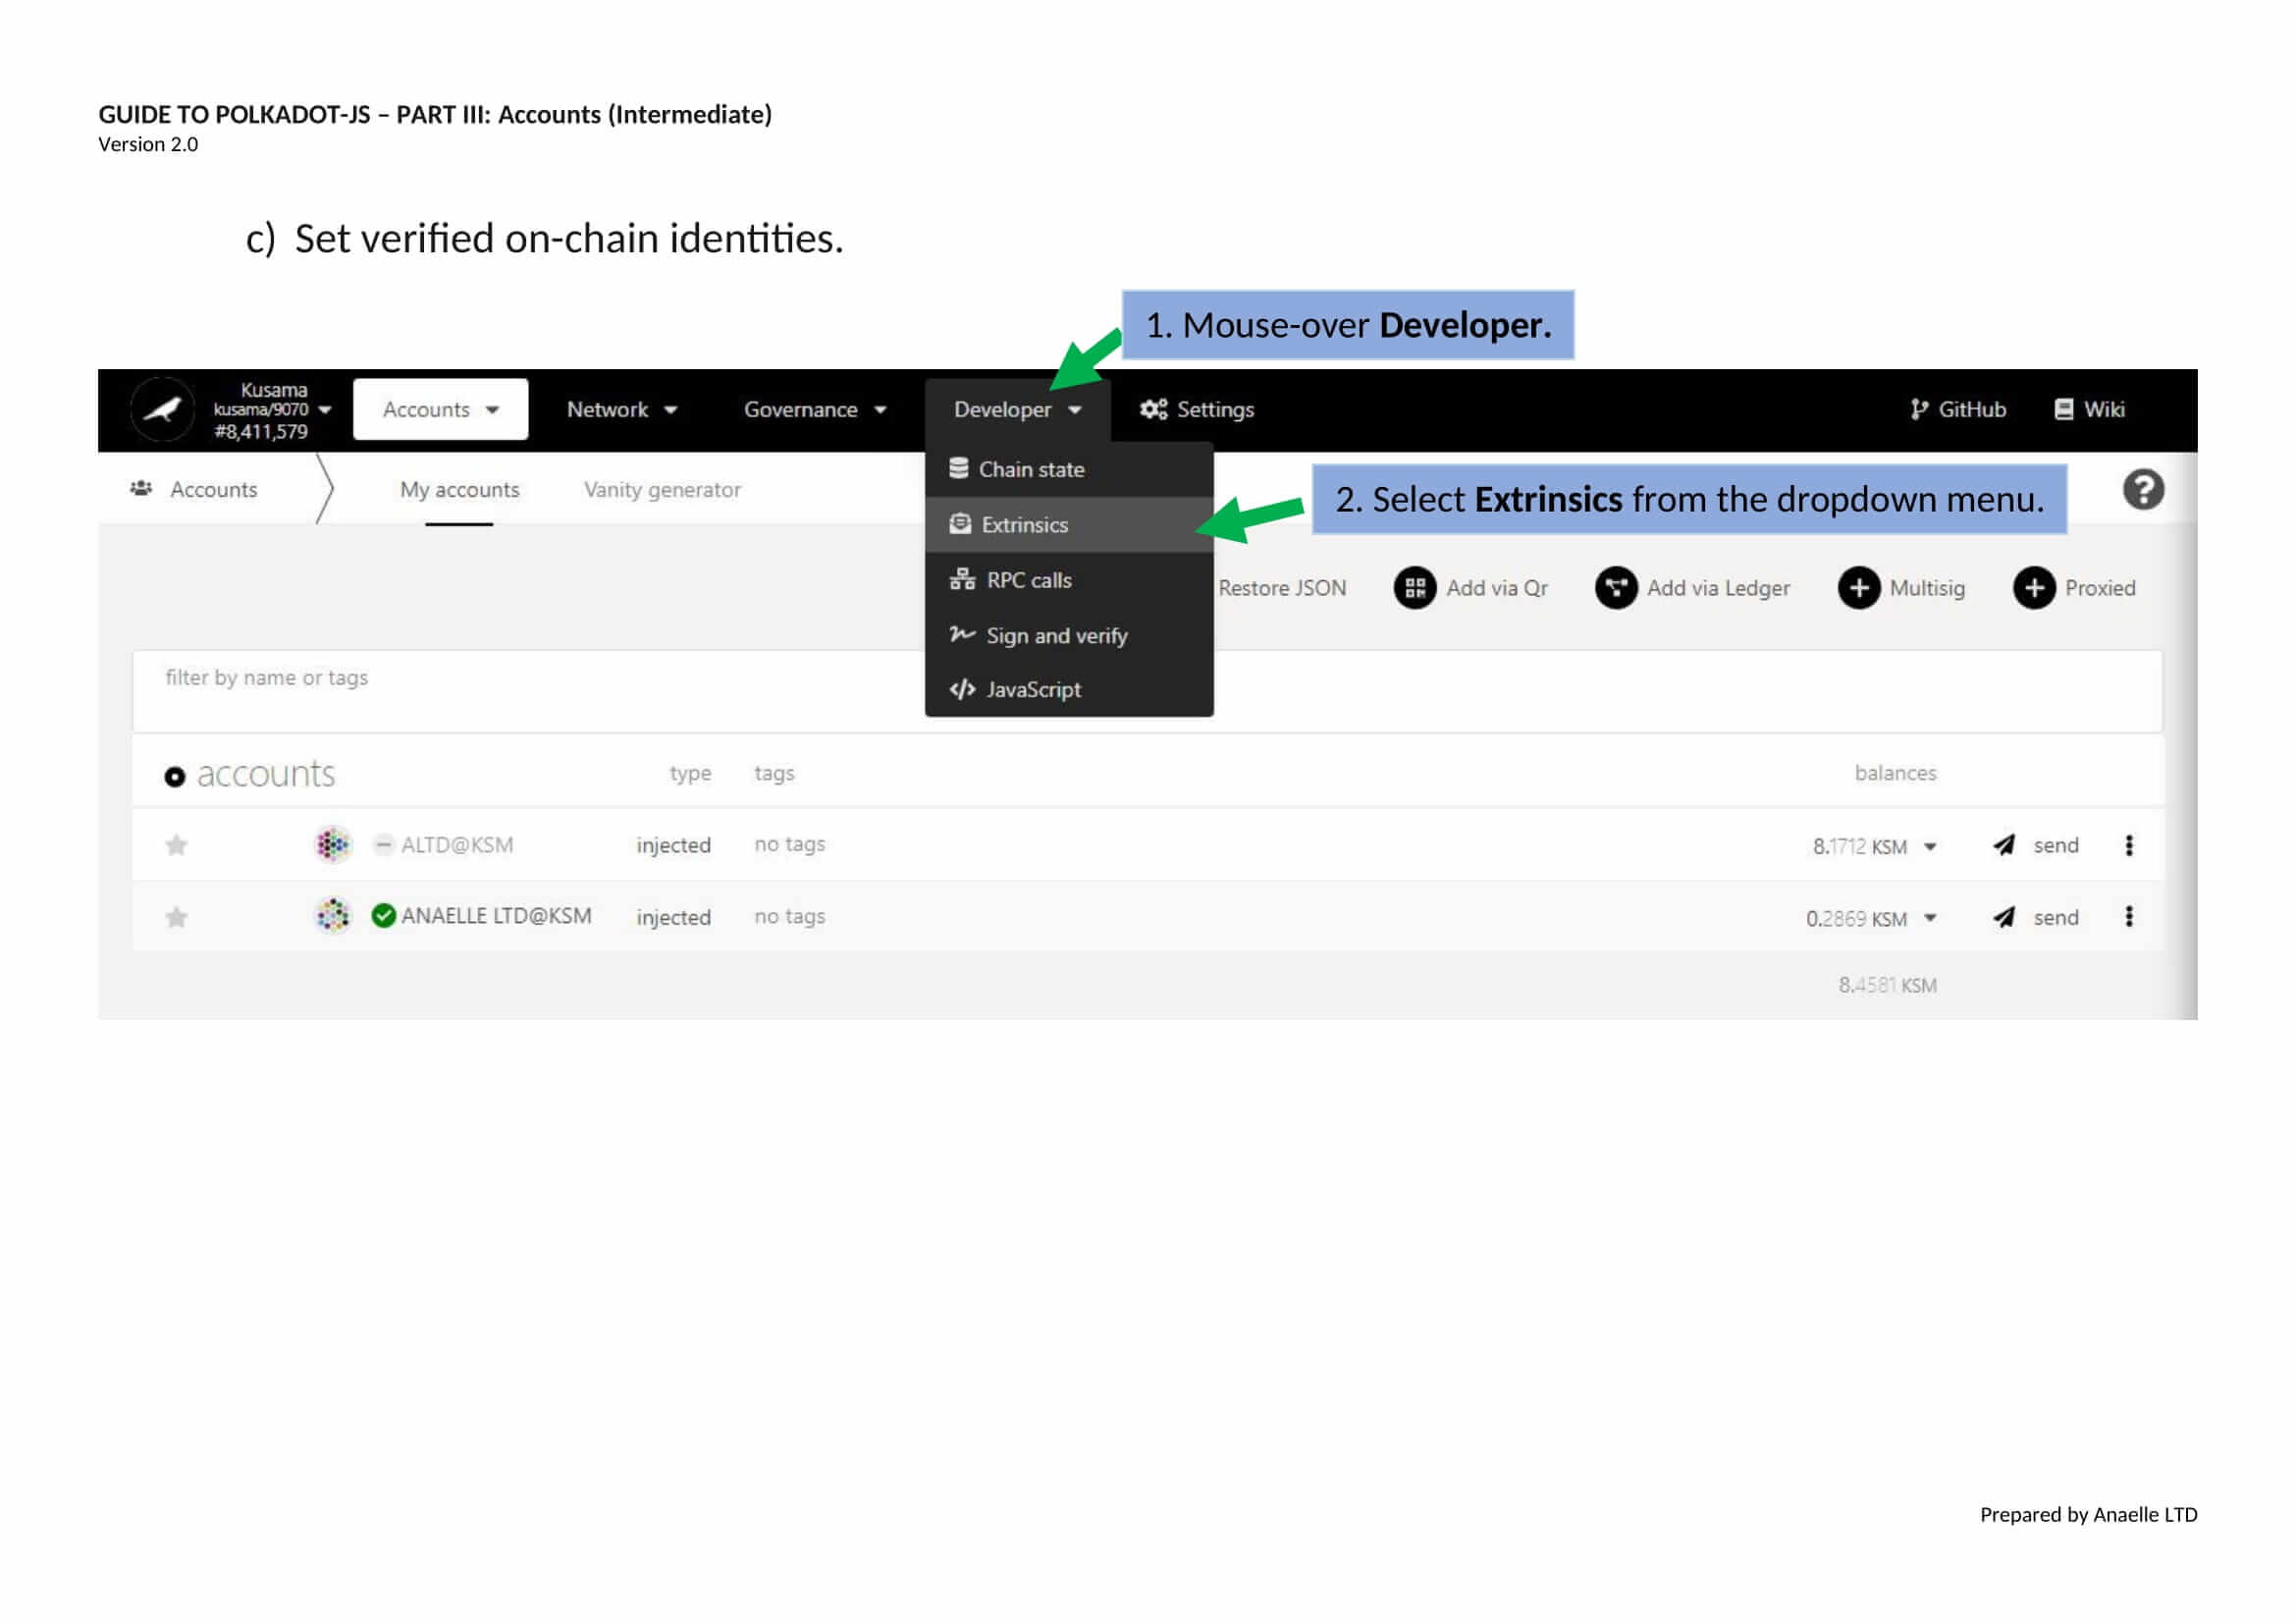 GUIDE TO POLKADOT-JS – PART III: Accounts (Intermediate)
Version 2.0
c) Set verified on-chain identities.
1. Mouse-over Developer.
Kusama
kusama/9070
#8,411,579
Accounts
Network
Governance
Developer
Settings
GitHub
Wiki
Accounts
My accounts
Vanity generator
Chain state
Extrinsics
RPC calls
Sign and verify
JavaScript
2. Select Extrinsics from the dropdown menu.
Restore JSON
Add via Qr
Add via Ledger
Multisig
Proxied
filter by name or tags
accounts type tags balances
ALTD@KSM injected no tags 8.1712 KSM send
ANAELLE LTD@KSM injected no tags 0.2869 KSM send
8.4581 KSM
Prepared by Anaelle LTD